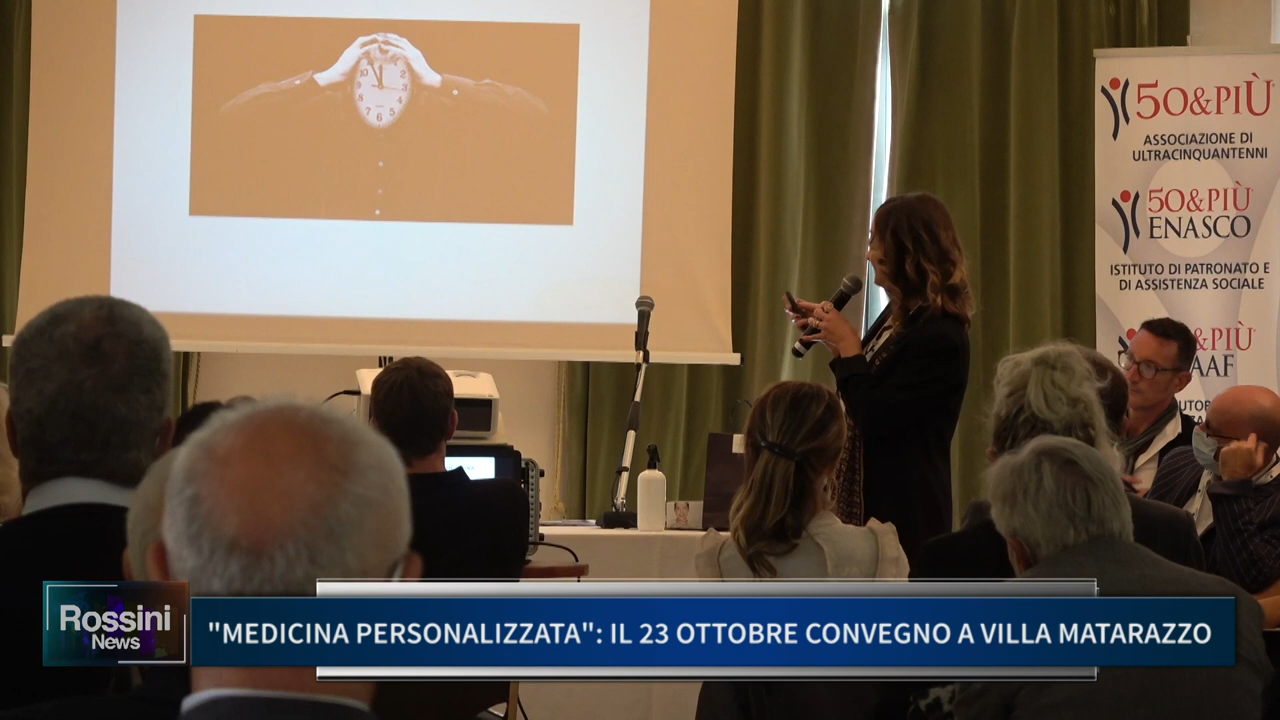 50&PIÙ
ASSOCIAZIONE DI
ULTRACINQUANTENNI
50&PIÙ
ENASCO
ISTITUTO DI PATRONATO E
DI ASSISTENZA SOCIALE
&PIÙ
AAF
Rossini
News
"MEDICINA PERSONALIZZATA": IL 23 OTTOBRE CONVEGNO A VILLA MATARAZZO